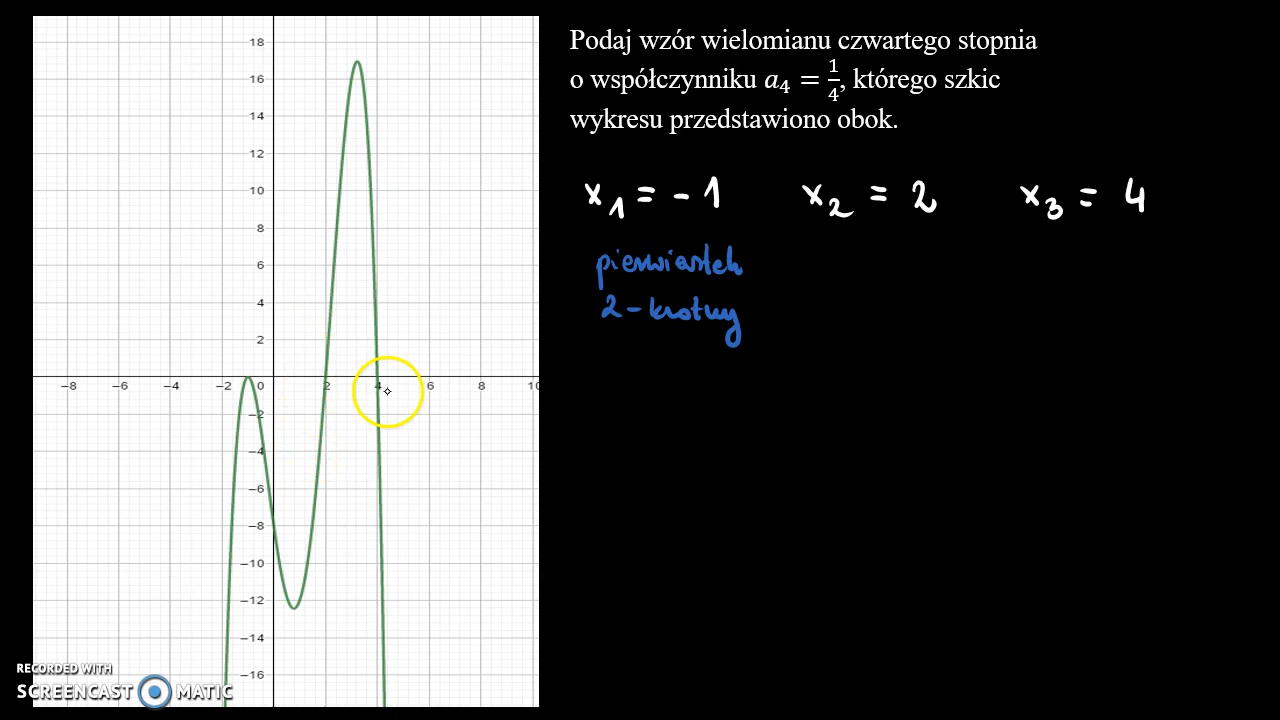 Podaj wzór wielomianu czwartego stopnia
o współczynniku a₄ = 1/4, którego szkic
wykresu przedstawiono obok.
x₁ = -1 x₂ = 2 x₃ = 4
pierwiastek
2-krotny
18
16
14
12
10
8
6
4
2
−8 −6 −4 −2 0 2 4 6 8 10
−2
−4
−6
−8
−10
−12
−14
−16
RECORDED WITH
SCREENCAST MATIC